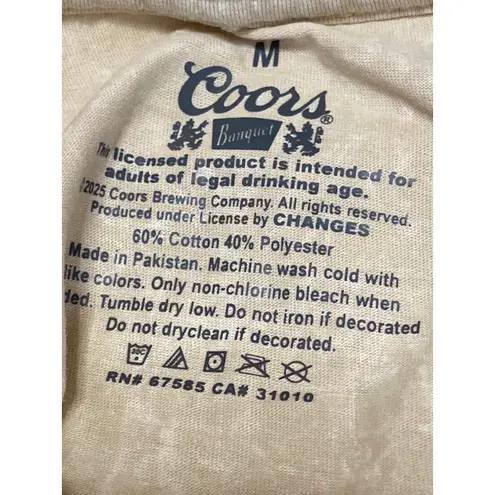 M
Coors®
Banquet
This licensed product is intended for
adults of legal drinking age.
©2025 Coors Brewing Company. All rights reserved.
Produced under License by CHANGES
60% Cotton 40% Polyester
Made in Pakistan. Machine wash cold with
like colors. Only non-chlorine bleach when
ded. Tumble dry low. Do not iron if decorated
Do not dryclean if decorated.
30C
RN# 67585 CA# 31010